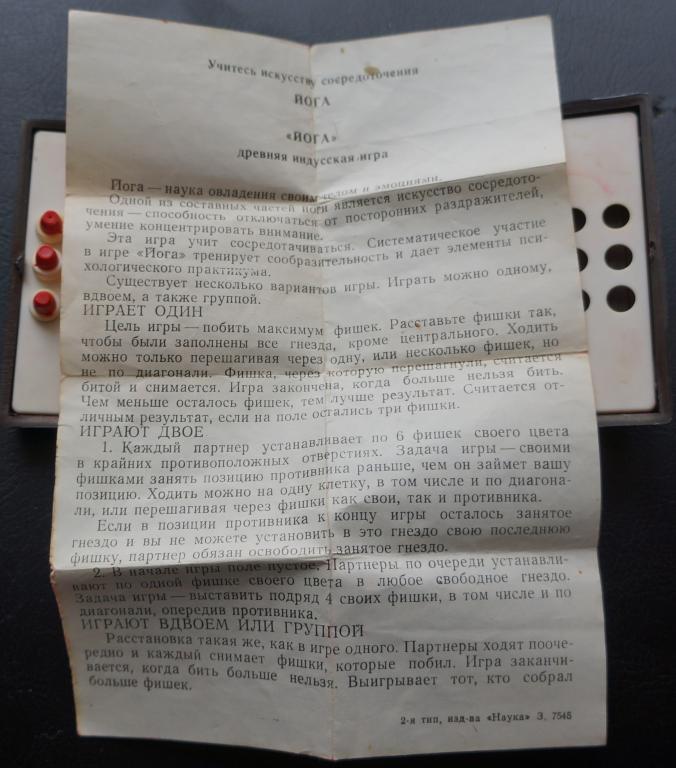 Учитесь искусству сосредоточения
ЙОГА
«ЙОГА»
древняя индусская игра
Йога — наука овладения своим телом и эмоциями.
Одной из составных частей йоги является искусство сосредото-
чения — способность отключаться от посторонних раздражителей,
умение концентрировать внимание.
Эта игра учит сосредотачиваться. Систематическое участие
в игре «Йога» тренирует сообразительность и дает элементы пси-
хологического практикума.
Существует несколько вариантов игры. Играть можно одному,
вдвоем, а также группой.
ИГРАЕТ ОДИН
Цель игры — побить максимум фишек. Расставьте фишки так,
чтобы были заполнены все гнезда, кроме центрального. Ходить
можно только перешагивая через одну, или несколько фишек, но
не по диагонали. Фишка, через которую перешагнули, считается
битой и снимается. Игра закончена, когда больше нельзя бить.
Чем меньше осталось фишек, тем лучше результат. Считается от-
личным результат, если на поле остались три фишки.
ИГРАЮТ ДВОЕ
1. Каждый партнер устанавливает по 6 фишек своего цвета
в крайних противоположных отверстиях. Задача игры — своими
фишками занять позицию противника раньше, чем он займет вашу
позицию. Ходить можно на одну клетку, в том числе и по диагона-
ли, или перешагивая через фишки как свои, так и противника.
Если в позиции противника к концу игры осталось занятое
гнездо и вы не можете установить в это гнездо свою последнюю
фишку, партнер обязан освободить занятое гнездо.
2. В начале игры поле пустое. Партнеры по очереди устанавли-
вают по одной фишке своего цвета в любое свободное гнездо.
Задача игры — выставить подряд 4 своих фишки, в том числе и по
диагонали, опередив противника.
ИГРАЮТ ВДВОЕМ ИЛИ ГРУППОЙ
Расстановка такая же, как в игре одного. Партнеры ходят пооче-
редно и каждый снимает фишки, которые побил. Игра заканчи-
вается, когда бить больше нельзя. Выигрывает тот, кто собрал
больше фишек.
2-я тип. изд-ва «Наука» З. 7545